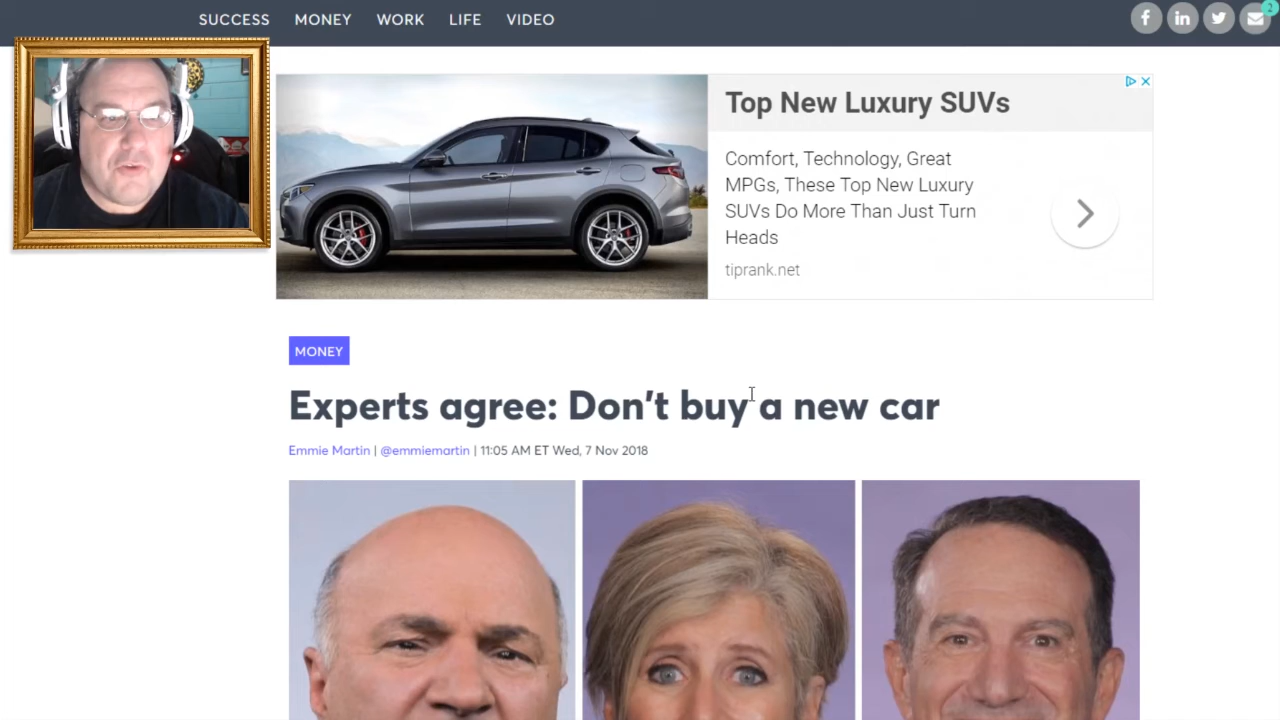 SUCCESS MONEY WORK LIFE VIDEO
2
Top New Luxury SUVs
Comfort, Technology, Great
MPGs, These Top New Luxury
SUVs Do More Than Just Turn
Heads
tiprank.net
MONEY
Experts agree: Don't buy a new car
Emmie Martin | @emmiemartin | 11:05 AM ET Wed, 7 Nov 2018